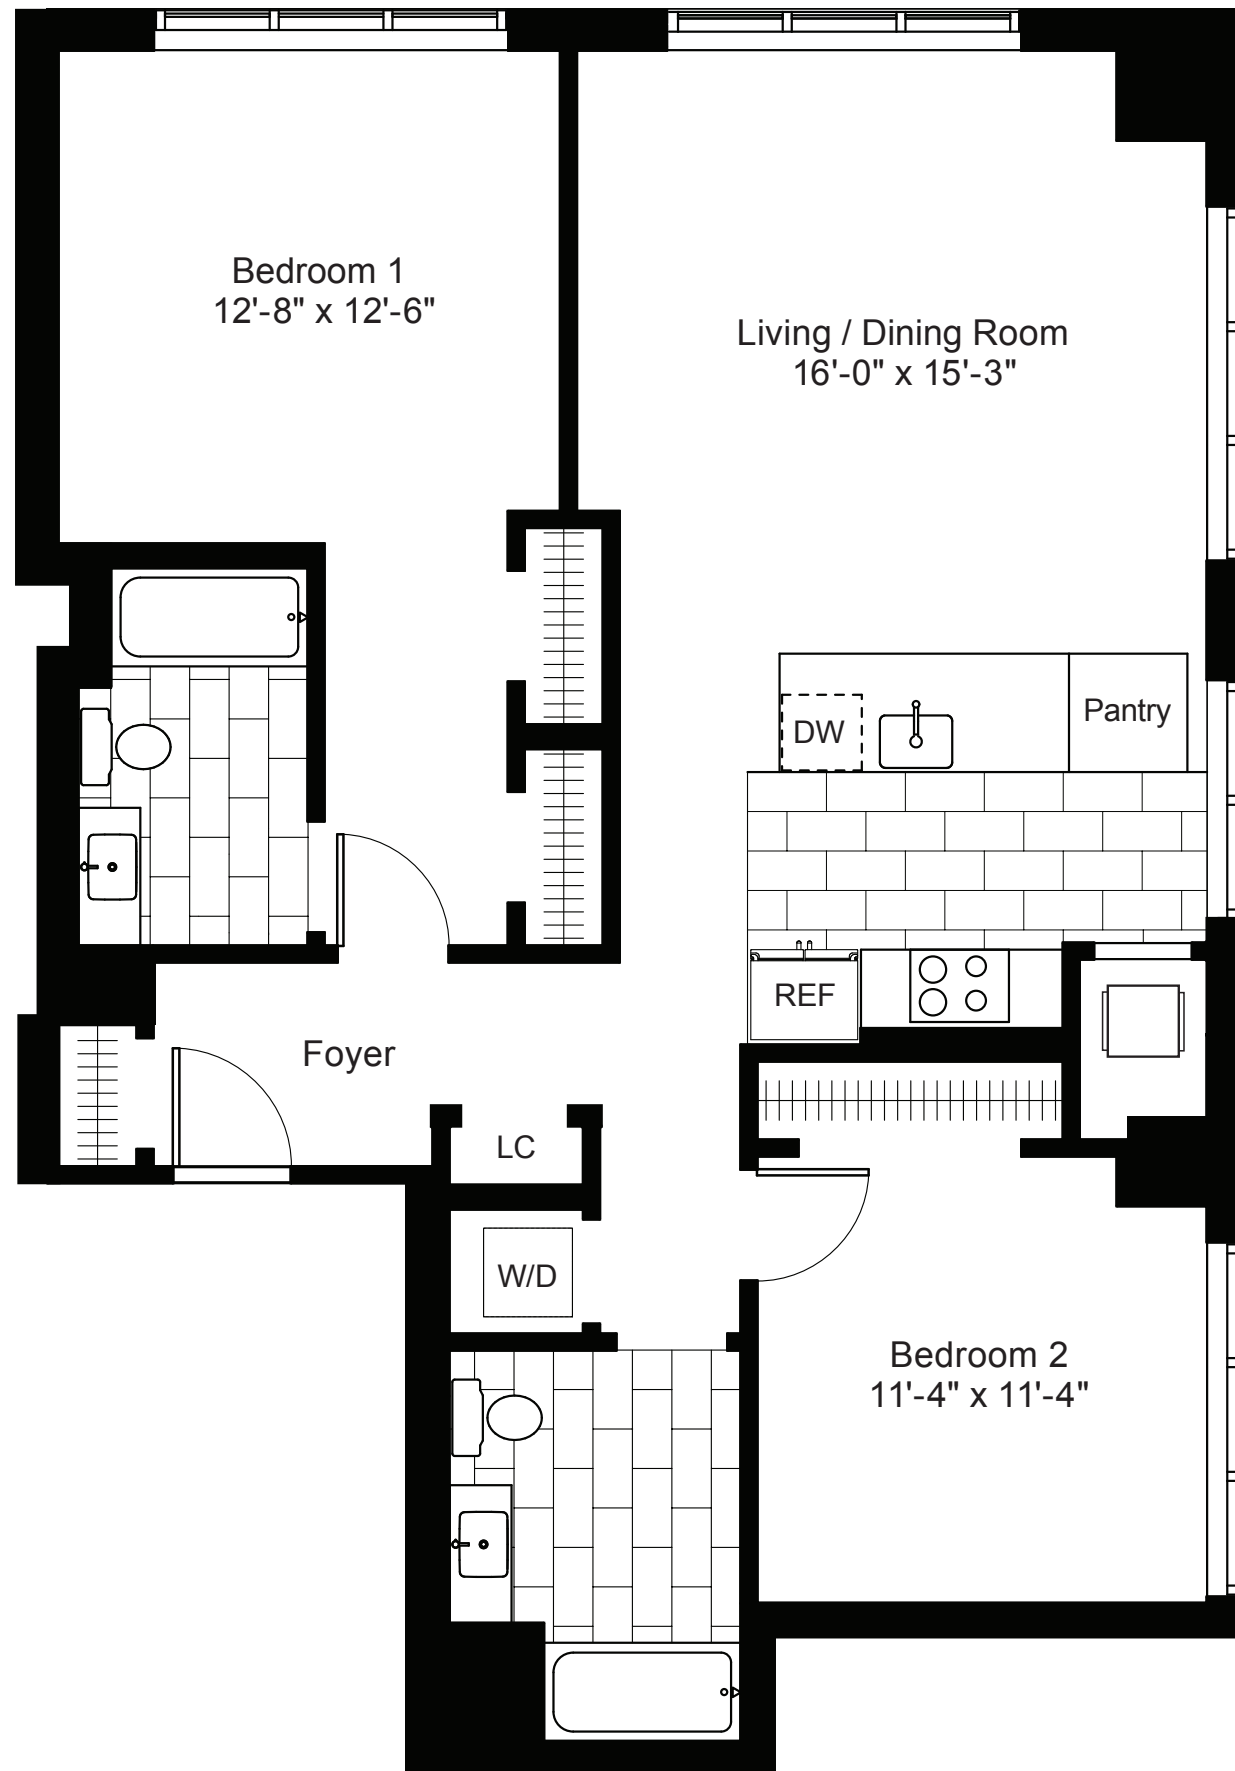 Bedroom 1
12'-8" x 12'-6"
Living / Dining Room
16'-0" x 15'-3"
Pantry
DW
REF
Foyer
LC
W/D
Bedroom 2
11'-4" x 11'-4"